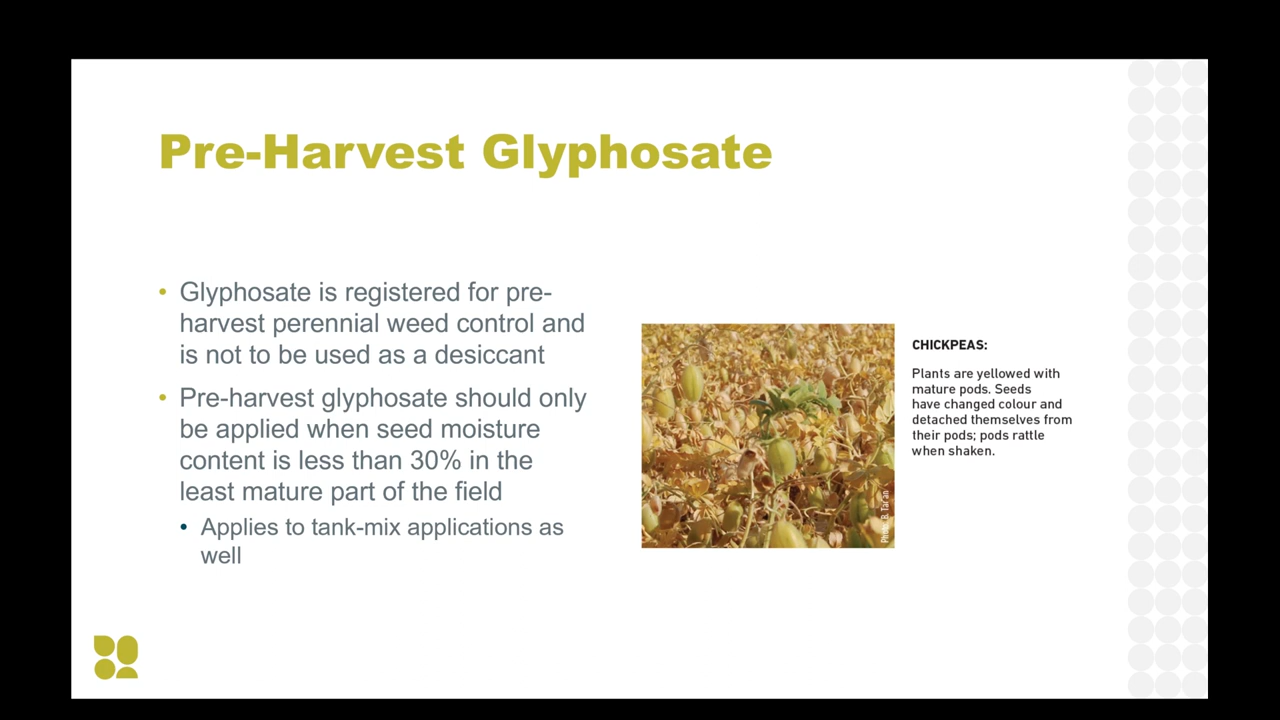 Pre-Harvest Glyphosate
• Glyphosate is registered for pre-
harvest perennial weed control and
is not to be used as a desiccant
• Pre-harvest glyphosate should only
be applied when seed moisture
content is less than 30% in the
least mature part of the field
• Applies to tank-mix applications as
well
CHICKPEAS:
Plants are yellowed with
mature pods. Seeds
have changed colour and
detached themselves from
their pods; pods rattle
when shaken.
Photo: B. Taran